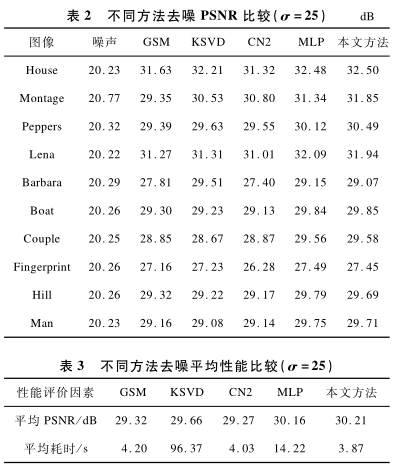 表 2 不同方法去噪 PSNR 比较(σ=25) dB
图像 噪声 GSM KSVD CN2 MLP 本文方法
House 20.23 31.63 32.21 31.32 32.48 32.50
Montage 20.77 29.35 30.53 30.80 31.34 31.85
Peppers 20.32 29.39 29.63 29.55 30.12 30.49
Lena 20.22 31.27 31.31 31.01 32.09 31.94
Barbara 20.29 27.81 29.51 27.40 29.15 29.07
Boat 20.26 29.30 29.23 29.13 29.84 29.85
Couple 20.25 28.85 28.67 28.87 29.56 29.58
Fingerprint 20.26 27.16 27.23 26.28 27.49 27.45
Hill 20.26 29.32 29.22 29.17 29.79 29.69
Man 20.23 29.16 29.08 29.14 29.75 29.71
表 3 不同方法去噪平均性能比较(σ=25)
性能评价因素 GSM KSVD CN2 MLP 本文方法
平均 PSNR/dB 29.32 29.66 29.27 30.16 30.21
平均耗时/s 4.20 96.37 4.03 14.22 3.87